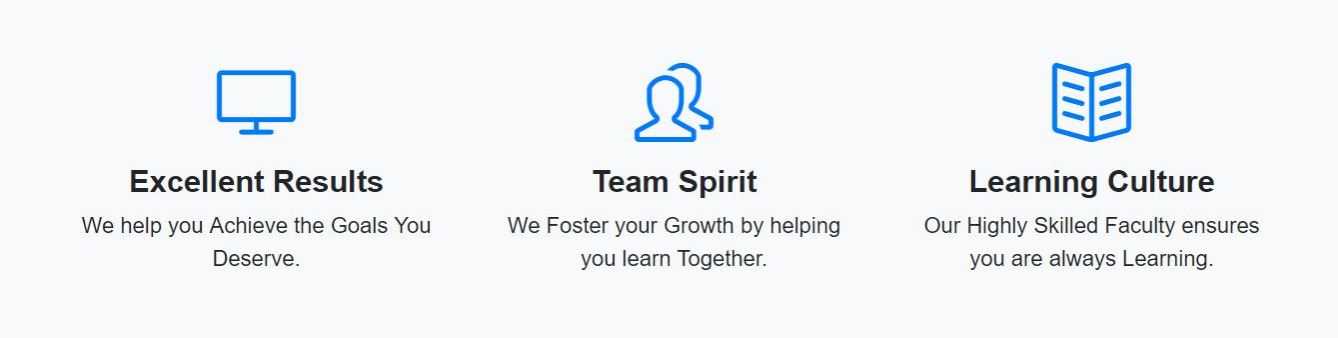 Excellent Results
We help you Achieve the Goals You
Deserve.
Team Spirit
We Foster your Growth by helping
you learn Together.
Learning Culture
Our Highly Skilled Faculty ensures
you are always Learning.